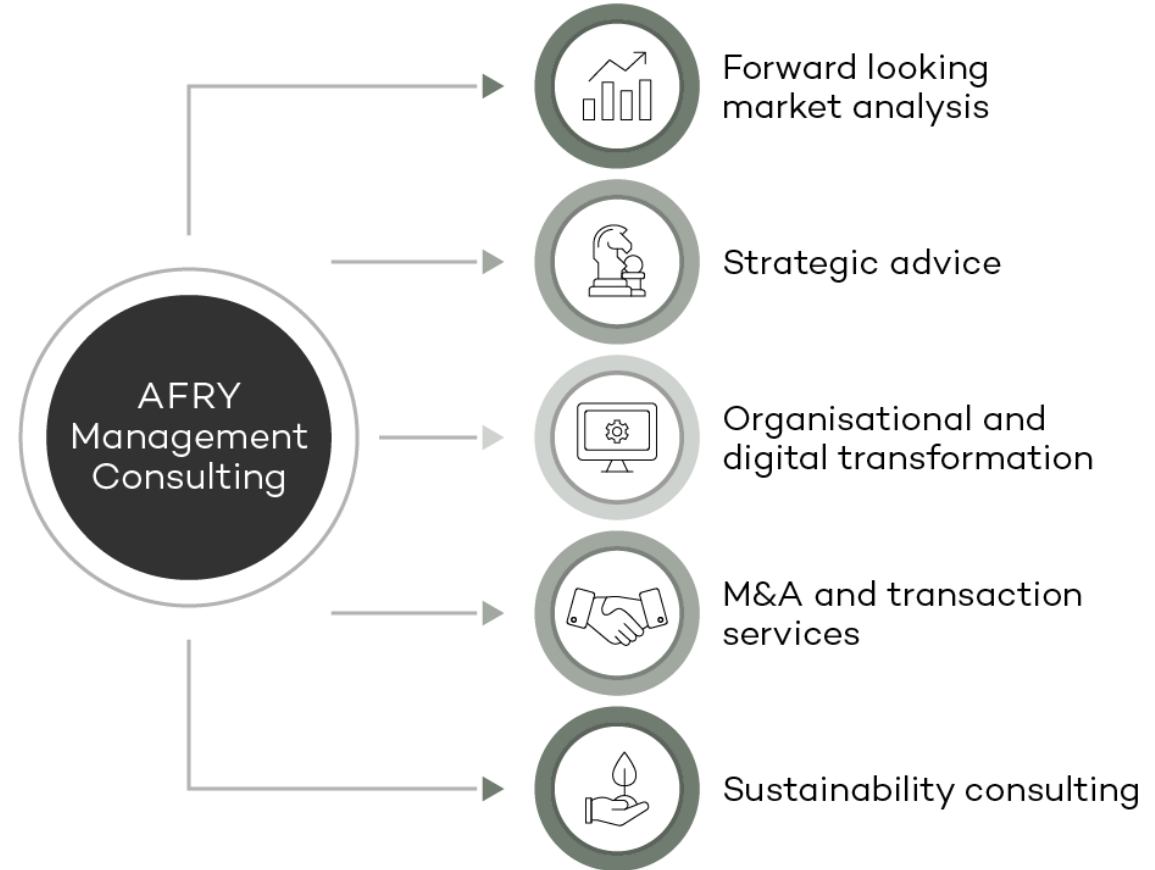 AFRY
Management
Consulting
Forward looking
market analysis
Strategic advice
Organisational and
digital transformation
M&A and transaction
services
Sustainability consulting